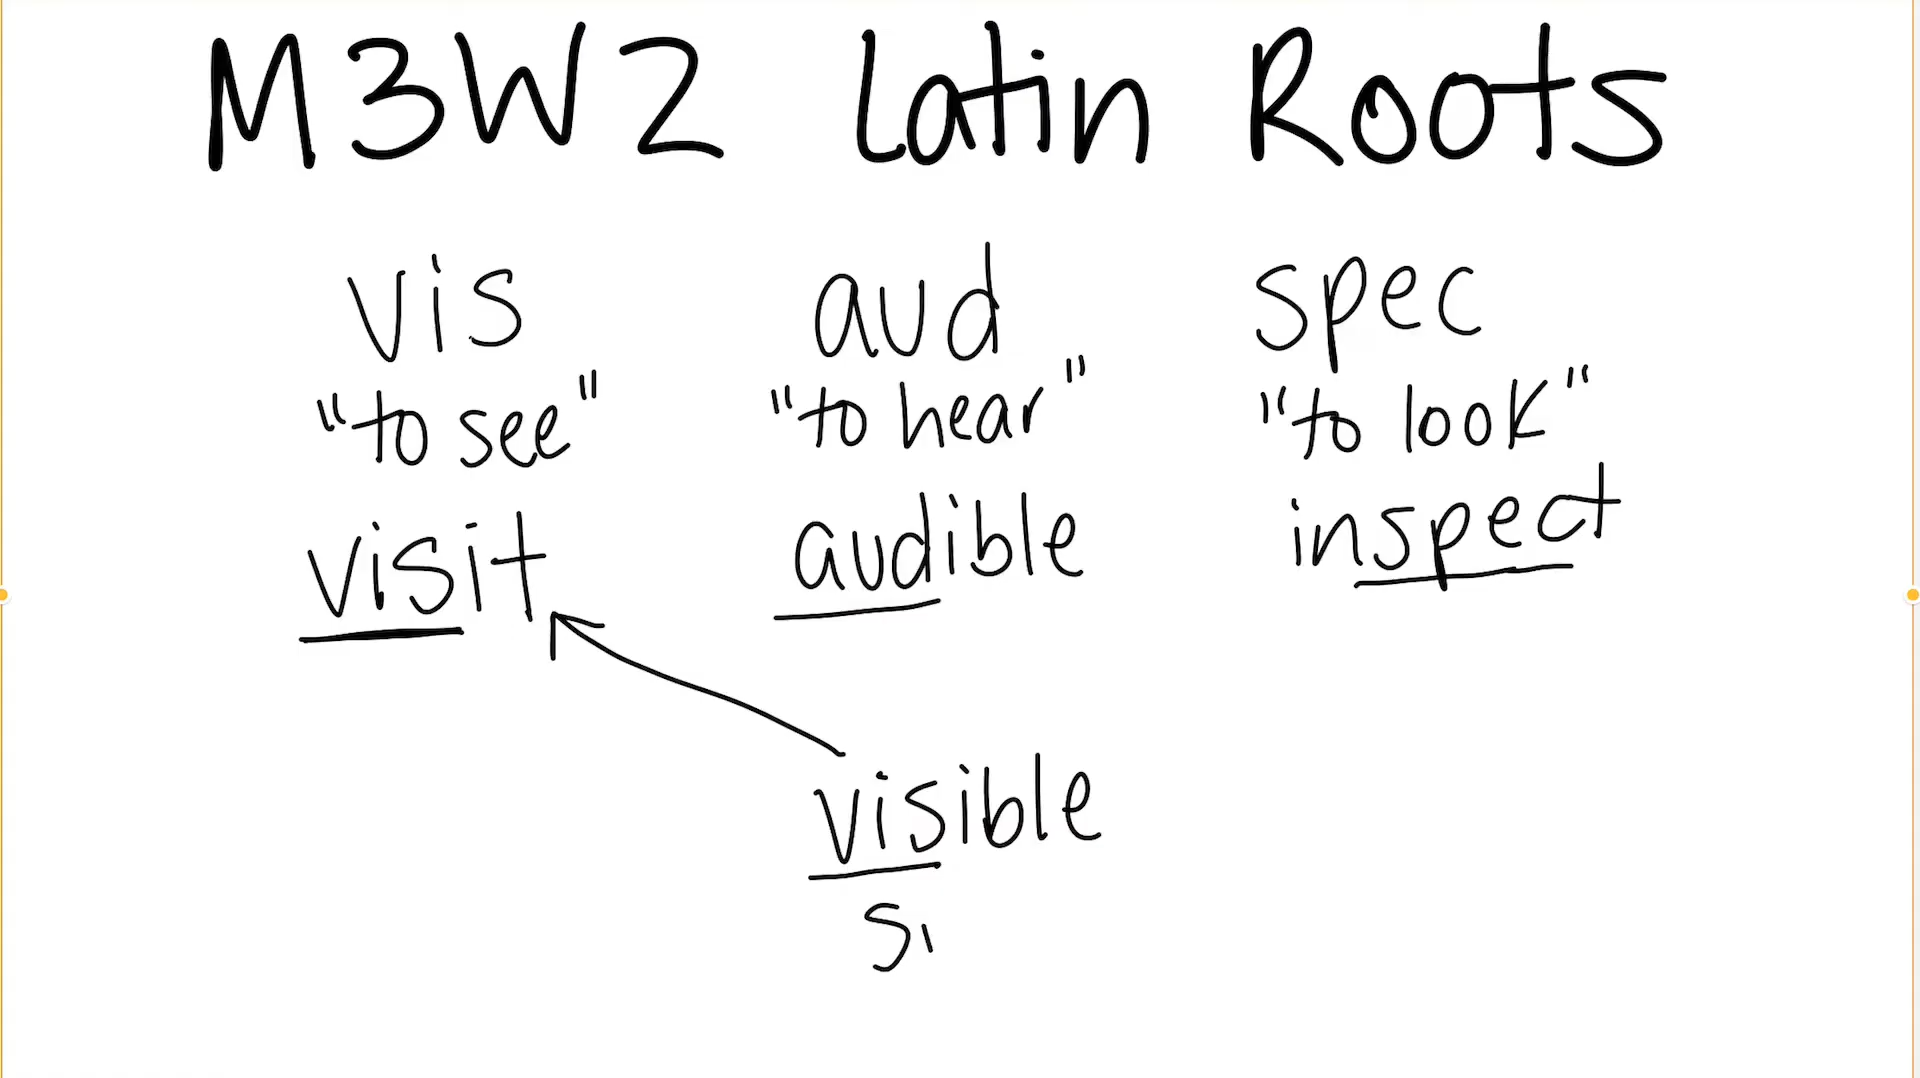 M3W2 Latin Roots
vis aud spec
"to see" "to hear" "to look"
visit audible inspect
visible